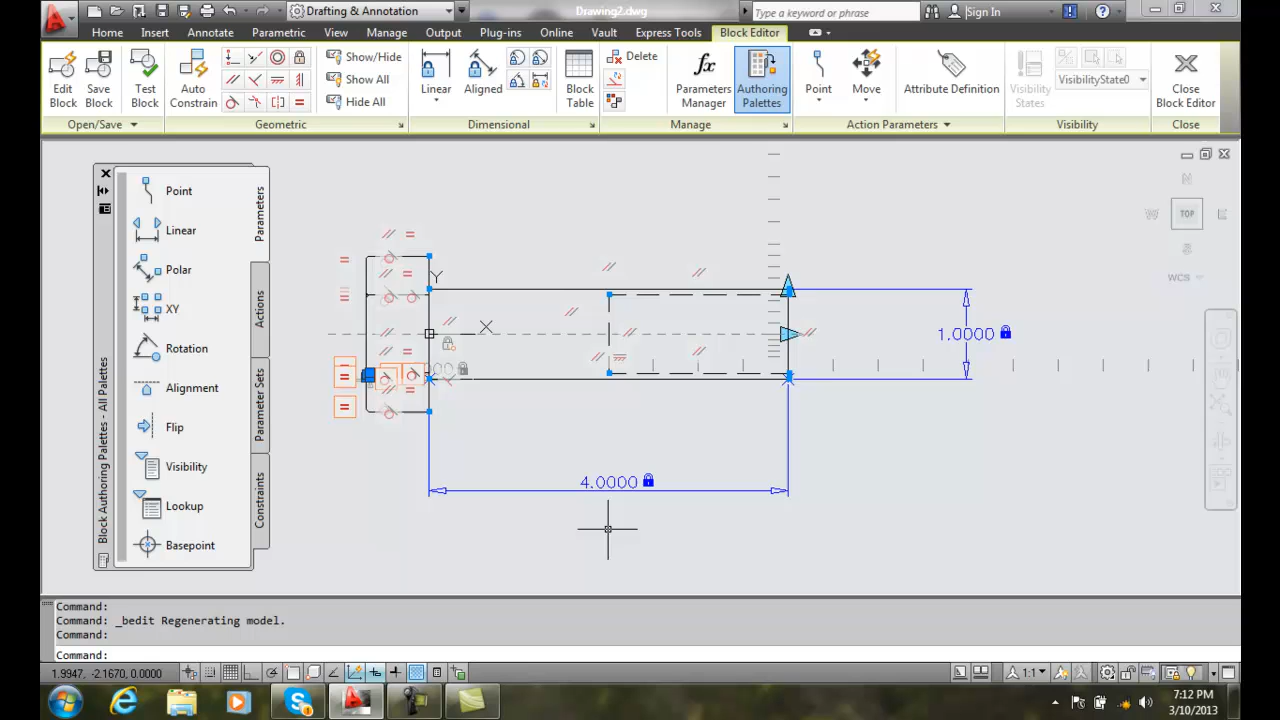 Drafting & Annotation
Drawing2.dwg
Type a keyword or phrase
Sign In
Home
Insert
Annotate
Parametric
View
Manage
Output
Plug-ins
Online
Vault
Express Tools
Block Editor
Edit
Block
Save
Block
Test
Block
Auto
Constrain
Show/Hide
Show All
Hide All
Linear
Aligned
Block
Table
Delete
Parameters
Manager
Authoring
Palettes
Point
Move
Attribute Definition
Visibility
States
VisibilityState0
Close
Block Editor
Open/Save
Geometric
Dimensional
Manage
Action Parameters
Visibility
Close
Point
Linear
Polar
XY
Rotation
Alignment
Flip
Visibility
Lookup
Basepoint
Parameters
Actions
Parameter Sets
Constraints
Block Authoring Palettes - All Palettes
Y
X
1.0000
4.0000
N
W
TOP
E
S
WCS
Command:
Command: _bedit Regenerating model.
Command:
Command:
1.9947, -2.1670, 0.0000
1:1
7:12 PM
3/10/2013